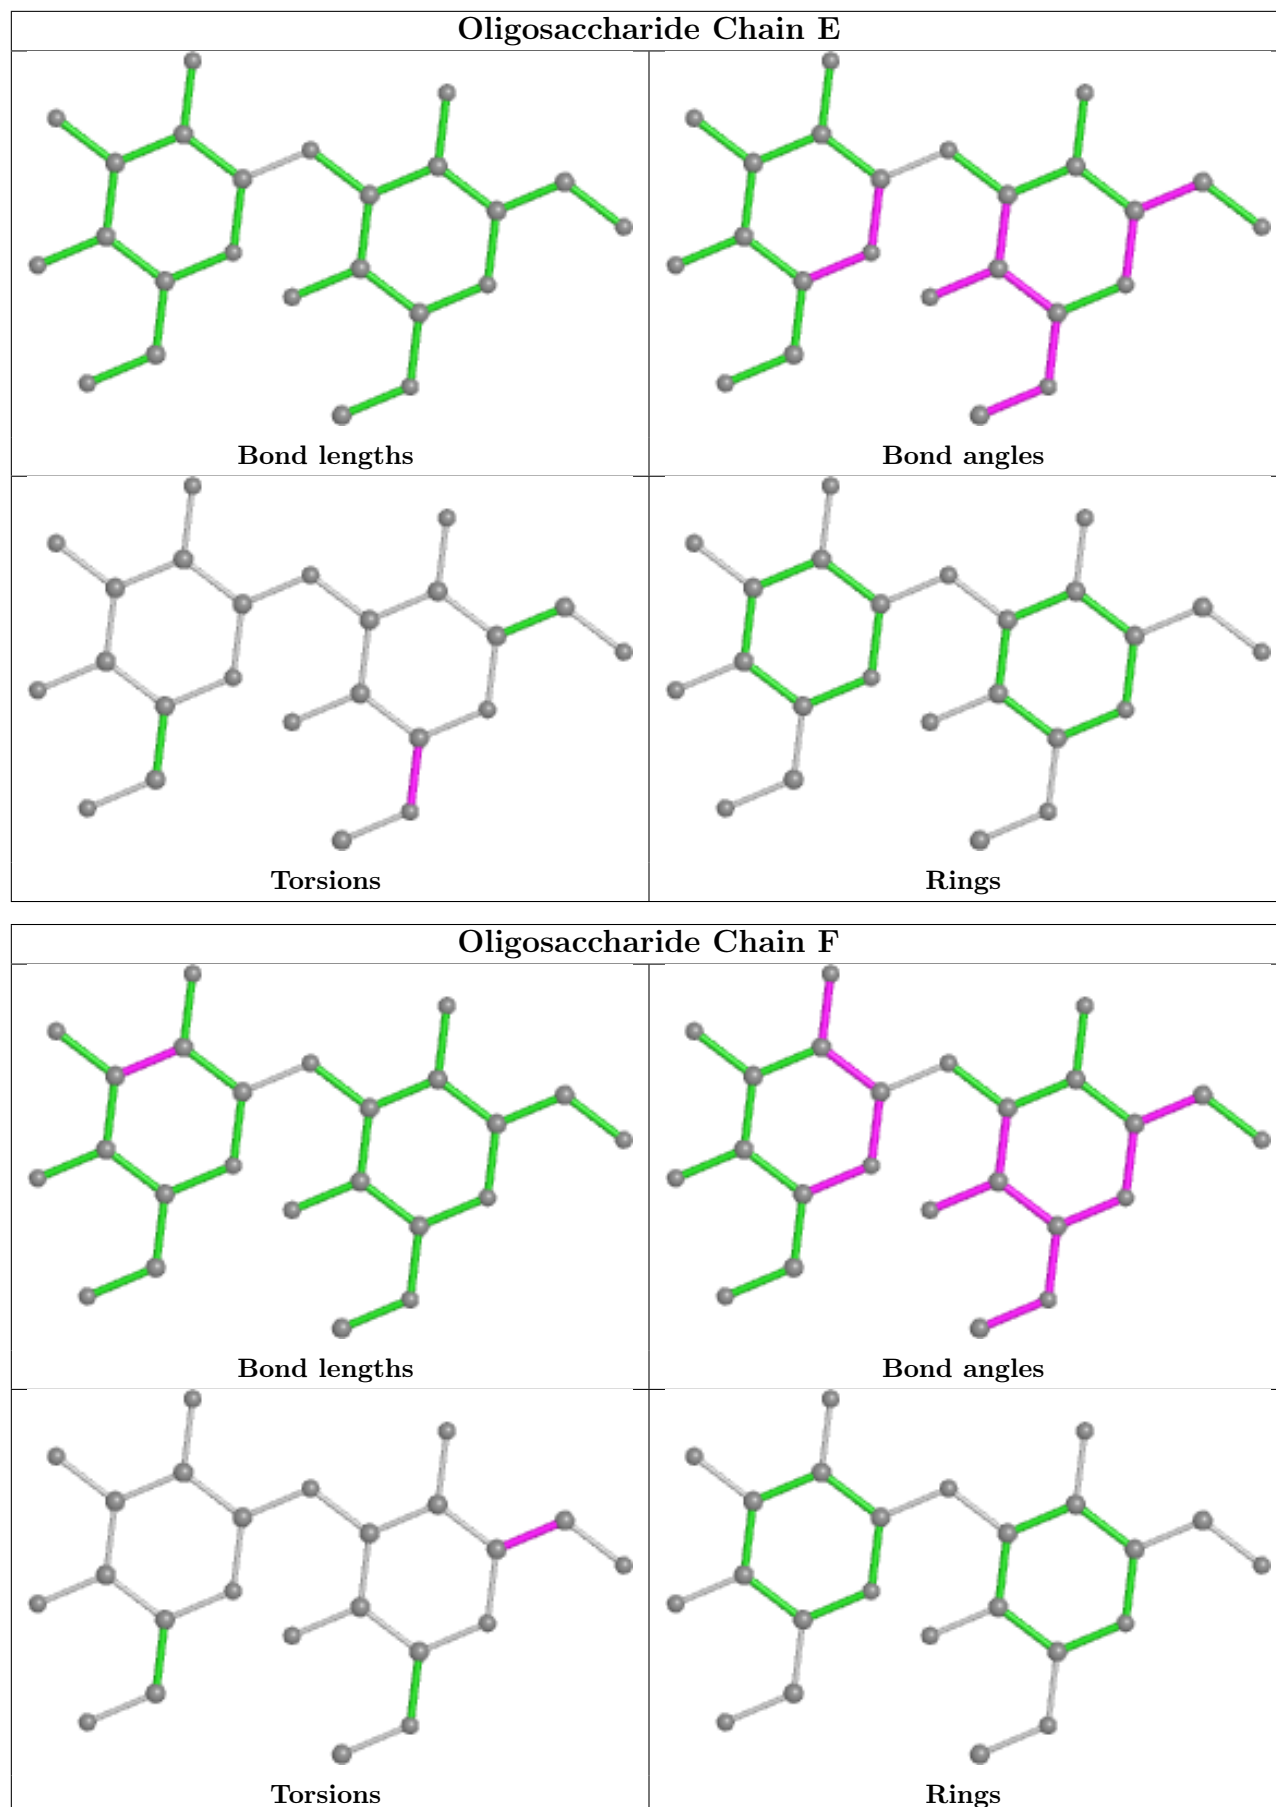 Oligosaccharide Chain E
Bond lengths
Bond angles
Torsions
Rings
Oligosaccharide Chain F
Bond lengths
Bond angles
Torsions
Rings